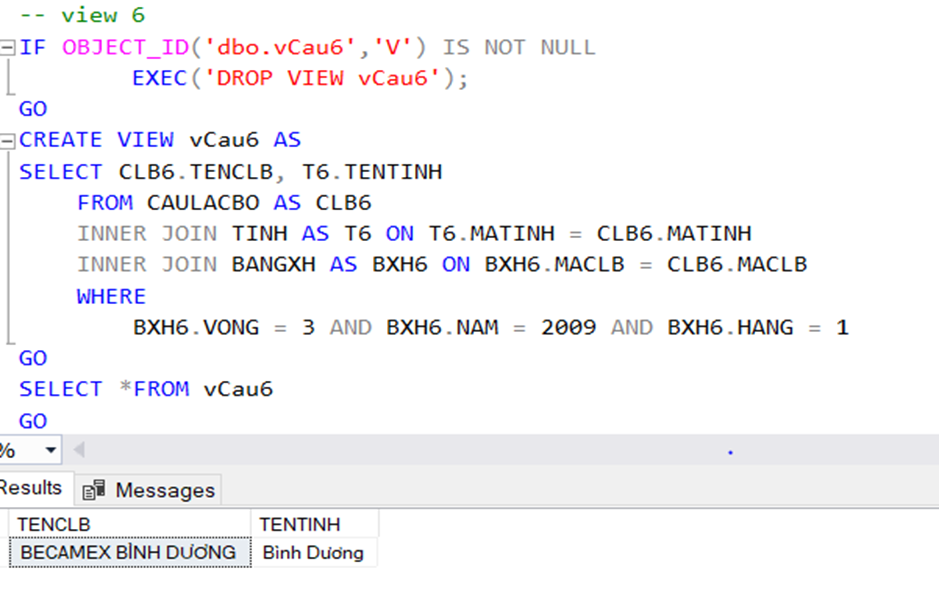 -- view 6
IF OBJECT_ID('dbo.vCau6','V') IS NOT NULL
EXEC('DROP VIEW vCau6');
GO
CREATE VIEW vCau6 AS
SELECT CLB6.TENCLB, T6.TENTINH
FROM CAULACBO AS CLB6
INNER JOIN TINH AS T6 ON T6.MATINH = CLB6.MATINH
INNER JOIN BANGXH AS BXH6 ON BXH6.MACLB = CLB6.MACLB
WHERE
BXH6.VONG = 3 AND BXH6.NAM = 2009 AND BXH6.HANG = 1
GO
SELECT *FROM vCau6
GO
%
Results Messages
TENCLB TENTINH
BECAMEX BÌNH DƯƠNG Bình Dương